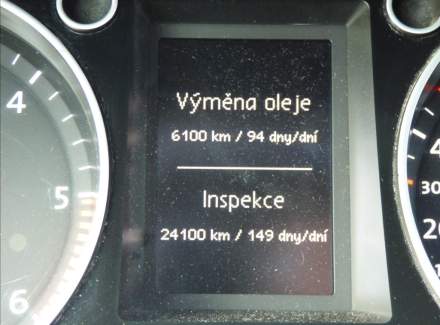 Výměna oleje
6100 km / 94 dny/dní
Inspekce
24100 km / 149 dny/dní
4
5
6